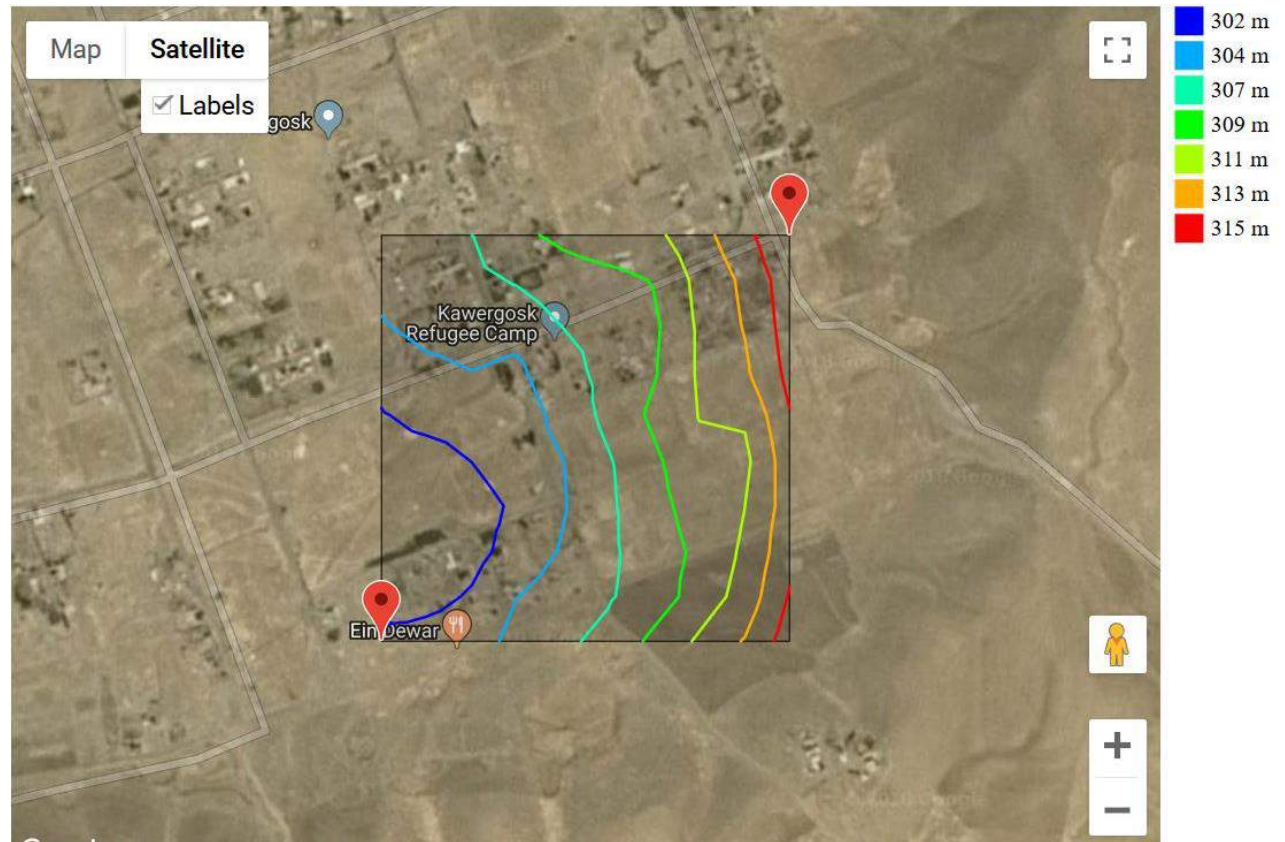 Map
Satellite
Labels
gosk
Kawergosk
Refugee Camp
Ein Dewar
302 m
304 m
307 m
309 m
311 m
313 m
315 m